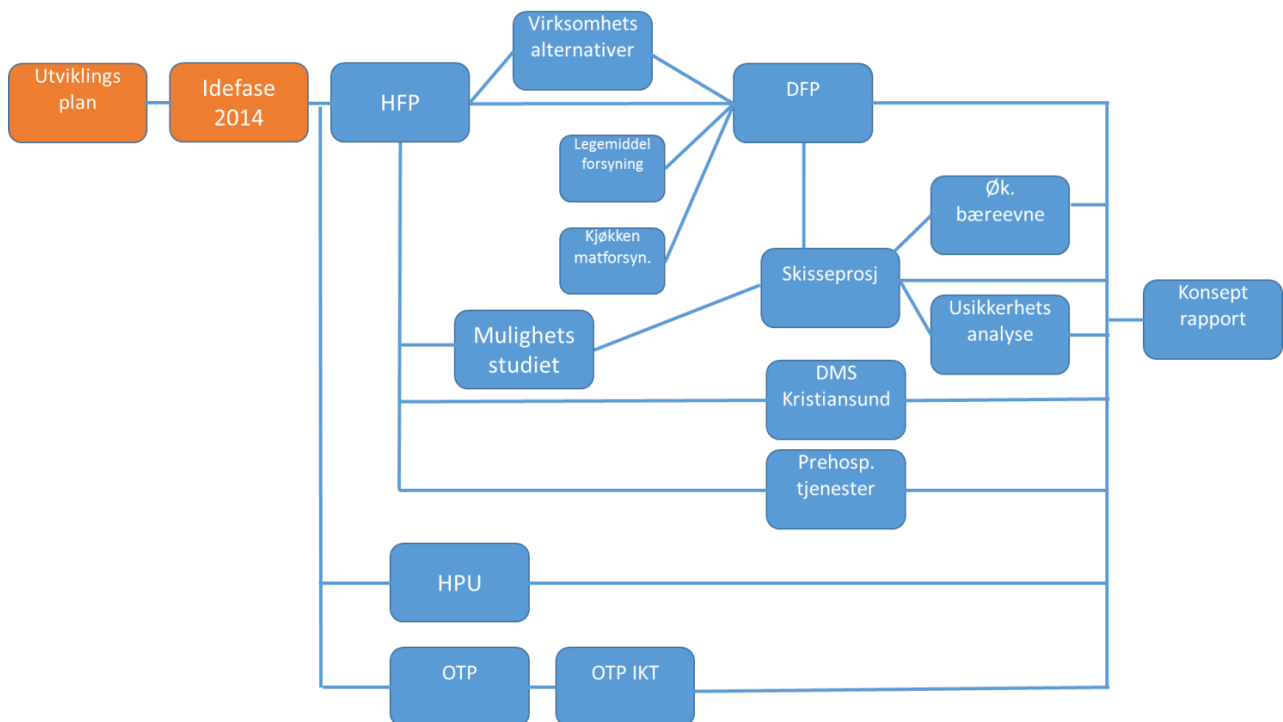 Utviklings
plan
Idefase
2014
HFP
Virksomhets
alternativer
DFP
Legemiddel
forsyning
Kjøkken
matforsyn.
Mulighets
studiet
Skisseprosj
Øk.
bæreevne
Usikkerhets
analyse
Konsept
rapport
DMS
Kristiansund
Prehosp.
tjenester
HPU
OTP
OTP IKT